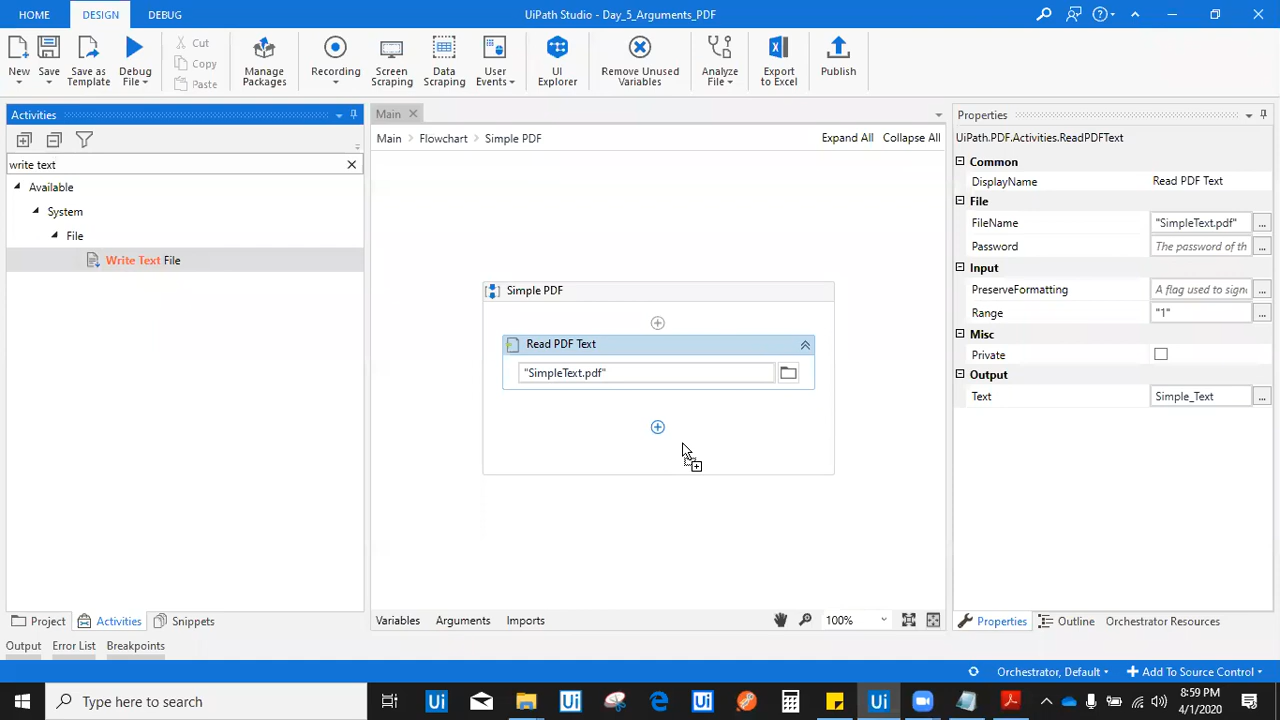 HOME DESIGN DEBUG UiPath Studio - Day_5_Arguments_PDF
New Save Save as Template Debug File Cut Copy Paste Manage Packages Recording Screen Scraping Data Scraping User Events UI Explorer Remove Unused Variables Analyze File Export to Excel Publish
Activities
write text
Available
System
File
Write Text File
Main
Main Flowchart Simple PDF Expand All Collapse All
Simple PDF
Read PDF Text
"SimpleText.pdf"
Properties
UiPath.PDF.Activities.ReadPDFText
Common
DisplayName Read PDF Text
File
FileName "SimpleText.pdf" ...
Password The password of th ...
Input
PreserveFormatting A flag used to sign ...
Range "1" ...
Misc
Private
Output
Text Simple_Text ...
Project Activities Snippets
Variables Arguments Imports 100%
Properties Outline Orchestrator Resources
Output Error List Breakpoints
Orchestrator, Default Add To Source Control
Type here to search
Ui Ui Ui Ui
8:59 PM
4/1/2020